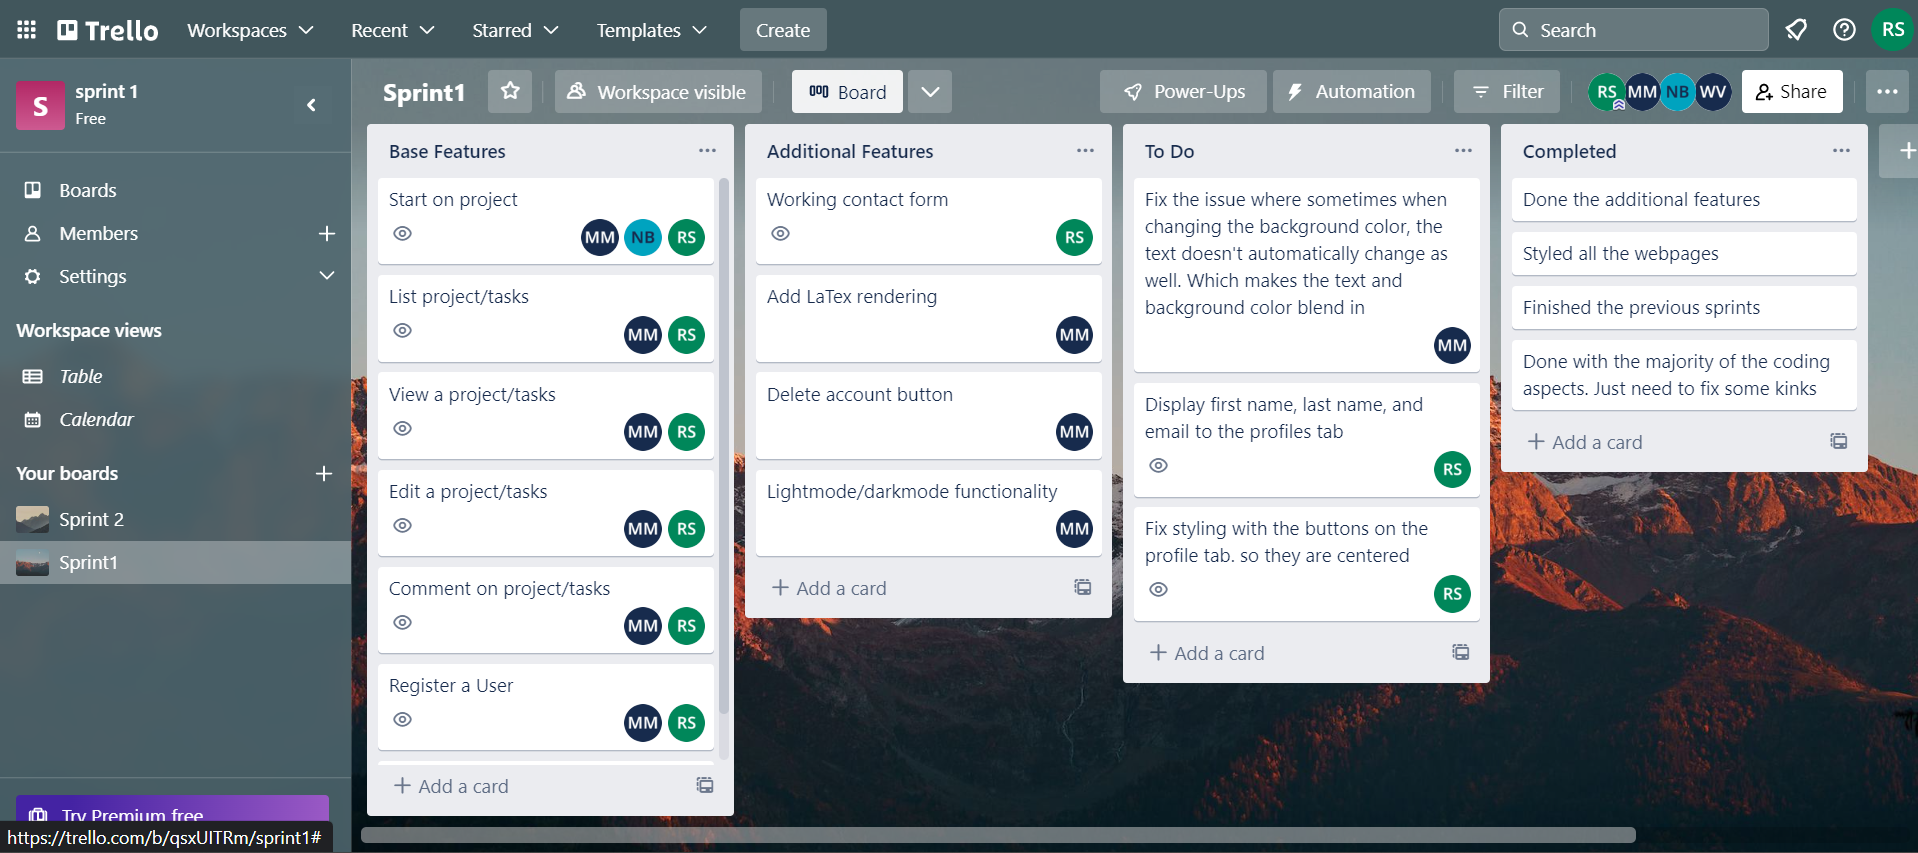 Trello
Workspaces
Recent
Starred
Templates
Create
Search
RS
S
sprint 1
Free
Boards
Members
Settings
Workspace views
Table
Calendar
Your boards
Sprint 2
Sprint1
Try Premium free
https://trello.com/b/qsxUITRm/sprint1#
Sprint1
Workspace visible
Board
Power-Ups
Automation
Filter
RS MM NB WV
Share
Base Features
Start on project
MM NB RS
List project/tasks
MM RS
View a project/tasks
MM RS
Edit a project/tasks
MM RS
Comment on project/tasks
MM RS
Register a User
MM RS
Add a card
Additional Features
Working contact form
RS
Add LaTex rendering
MM
Delete account button
MM
Lightmode/darkmode functionality
MM
Add a card
To Do
Fix the issue where sometimes when
changing the background color, the
text doesn't automatically change as
well. Which makes the text and
background color blend in
MM
Display first name, last name, and
email to the profiles tab
RS
Fix styling with the buttons on the
profile tab. so they are centered
RS
Add a card
Completed
Done the additional features
Styled all the webpages
Finished the previous sprints
Done with the majority of the coding
aspects. Just need to fix some kinks
Add a card